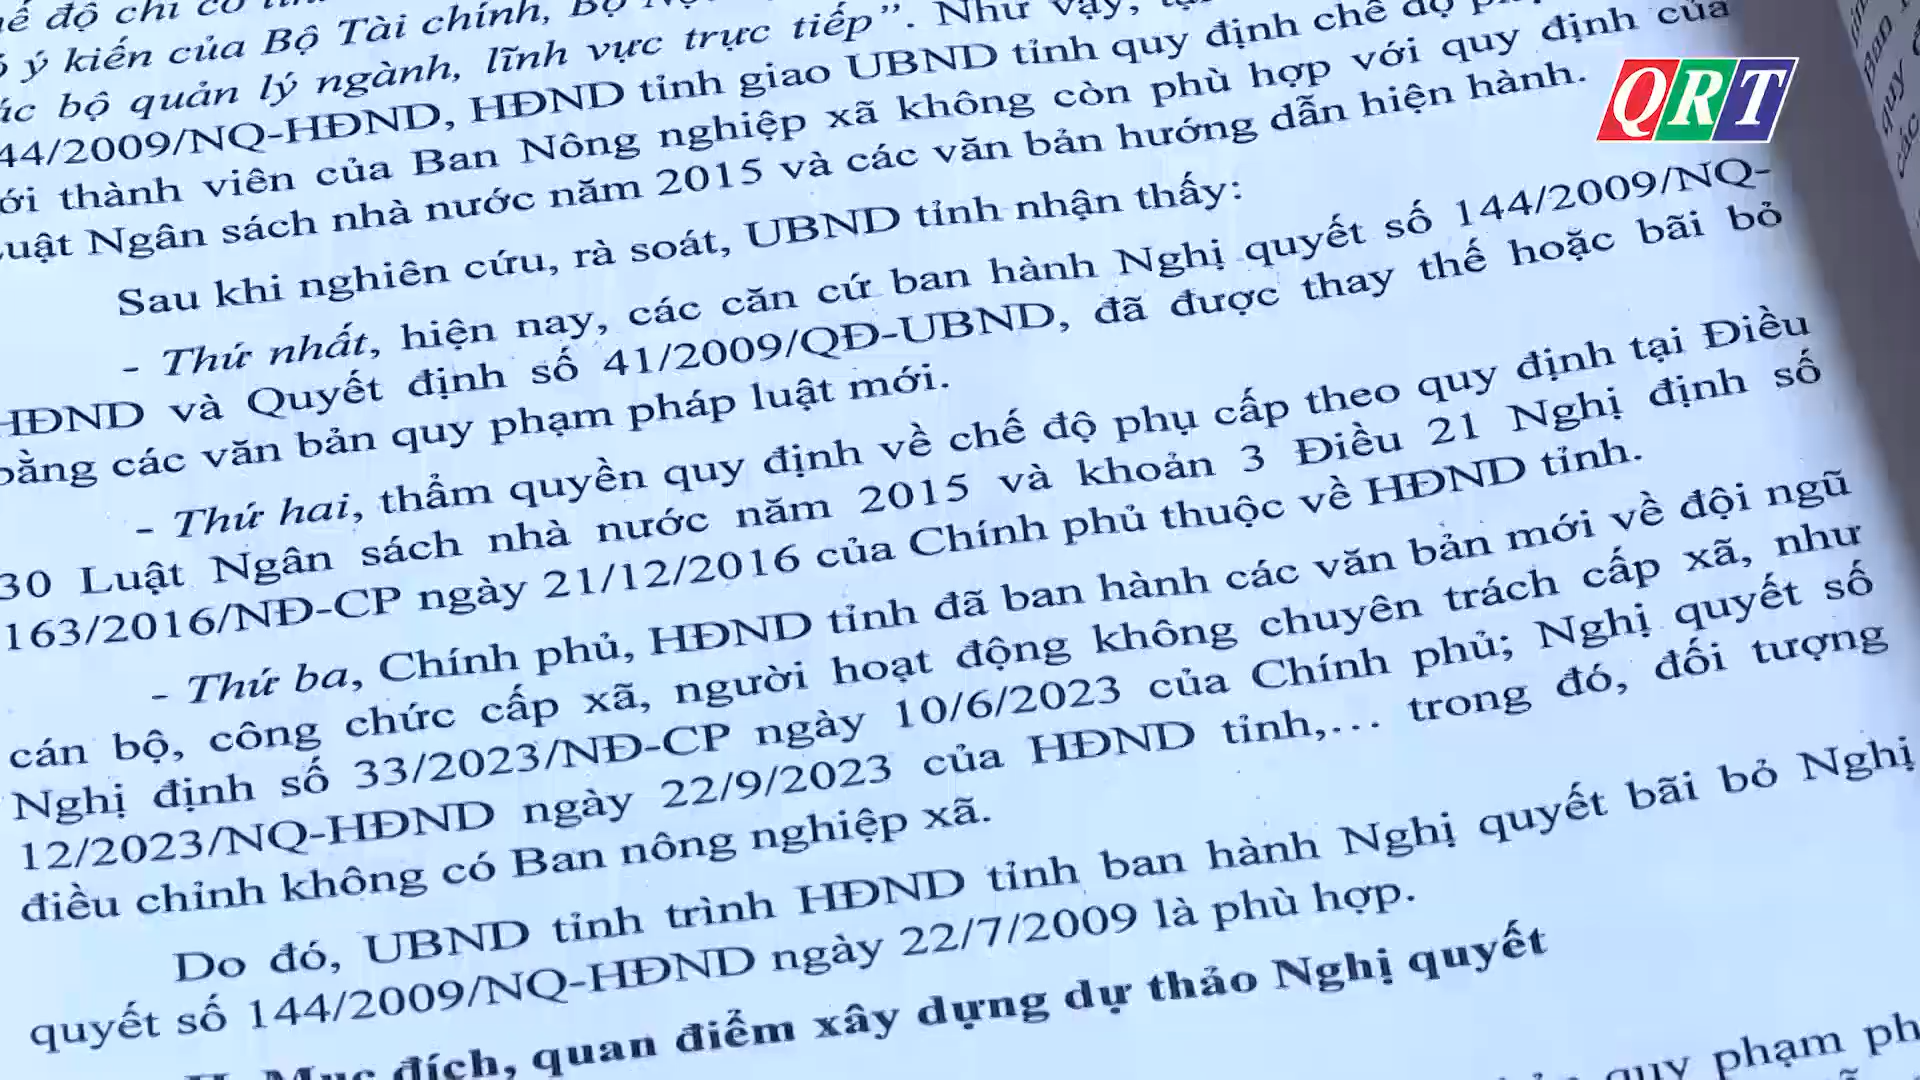 độ chi có
ý kiến của Bộ Tài chính, Bộ
bộ quản lý ngành, lĩnh vực trực tiếp”. Như vậy,
44/2009/NQ-HĐND, HĐND tỉnh giao UBND tỉnh quy định chế độ
thành viên của Ban Nông nghiệp xã không còn phù hợp với quy định của
Luật Ngân sách nhà nước năm 2015 và các văn bản hướng dẫn hiện hành.
Sau khi nghiên cứu, rà soát, UBND tỉnh nhận thấy:
- Thứ nhất, hiện nay, các căn cứ ban hành Nghị quyết số 144/2009/NQ-
HĐND và Quyết định số 41/2009/QĐ-UBND, đã được thay thế hoặc bãi bỏ
bằng các văn bản quy phạm pháp luật mới.
- Thứ hai, thẩm quyền quy định về chế độ phụ cấp theo quy định tại Điều
30 Luật Ngân sách nhà nước năm 2015 và khoản 3 Điều 21 Nghị định số
163/2016/NĐ-CP ngày 21/12/2016 của Chính phủ thuộc về HĐND tỉnh.
- Thứ ba, Chính phủ, HĐND tỉnh đã ban hành các văn bản mới về đội ngũ
cán bộ, công chức cấp xã, người hoạt động không chuyên trách cấp xã, như
Nghị định số 33/2023/NĐ-CP ngày 10/6/2023 của Chính phủ; Nghị quyết số
12/2023/NQ-HĐND ngày 22/9/2023 của HĐND tỉnh,... trong đó, đối tượng
điều chỉnh không có Ban nông nghiệp xã.
Do đó, UBND tỉnh trình HĐND tỉnh ban hành Nghị quyết bãi bỏ Nghị
quyết số 144/2009/NQ-HĐND ngày 22/7/2009 là phù hợp.
II. Mục đích, quan điểm xây dựng dự thảo Nghị quyết
quy phạm
QRT
Ban
quy
các